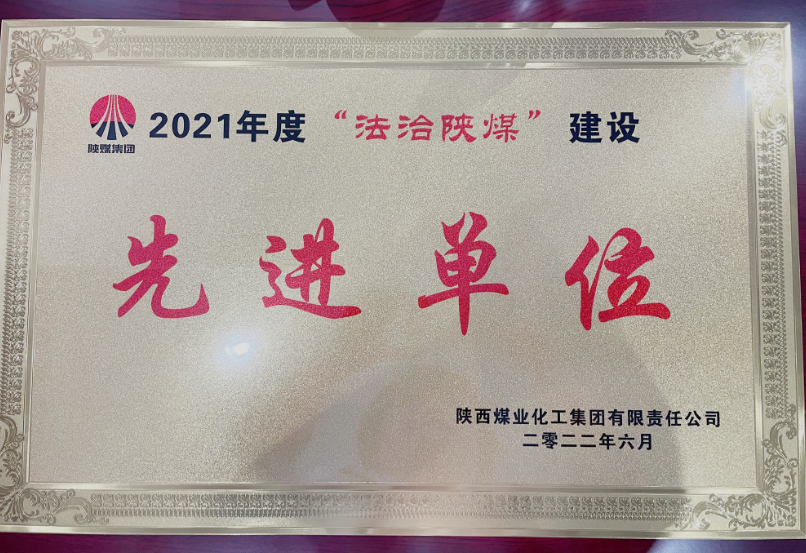 陕煤集团
2021年度“法治陕煤”建设
先进单位
陕西煤业化工集团有限责任公司
二零二二年六月